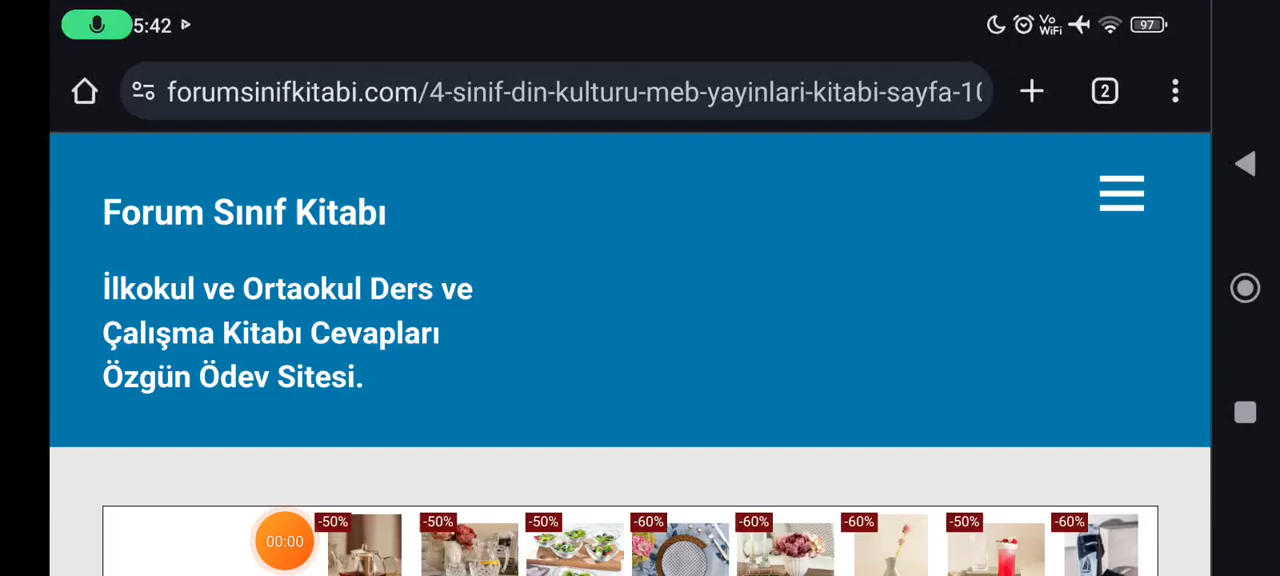 5:42
Vo
WiFi
97
forumsinifkitabi.com/4-sinif-din-kulturu-meb-yayinlari-kitabi-sayfa-10
2
Forum Sınıf Kitabı
İlkokul ve Ortaokul Ders ve
Çalışma Kitabı Cevapları
Özgün Ödev Sitesi.
-50% -50% -50% -60% -60% -60% -50% -60%
00:00